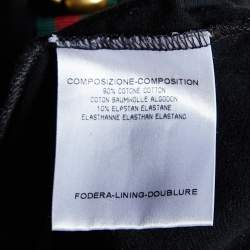 COMPOSIZIONE-COMPOSITION
90% COTONE COTTON
COTON BAUMWOLLE ALGODON
10% ELASTAN ELASTANE
ELASTHANNE ELASTHAN ELASTANO
FODERA-LINING-DOUBLURE